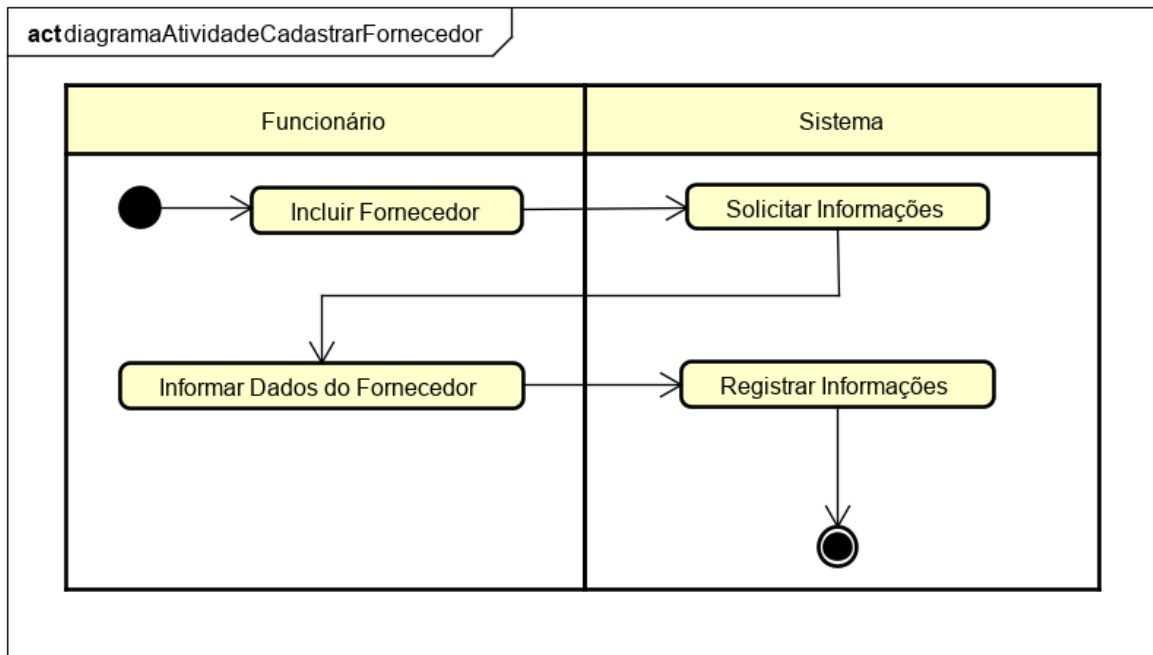 act diagramaAtividadeCadastrarFornecedor
Funcionário
Sistema
Incluir Fornecedor
Solicitar Informações
Informar Dados do Fornecedor
Registrar Informações